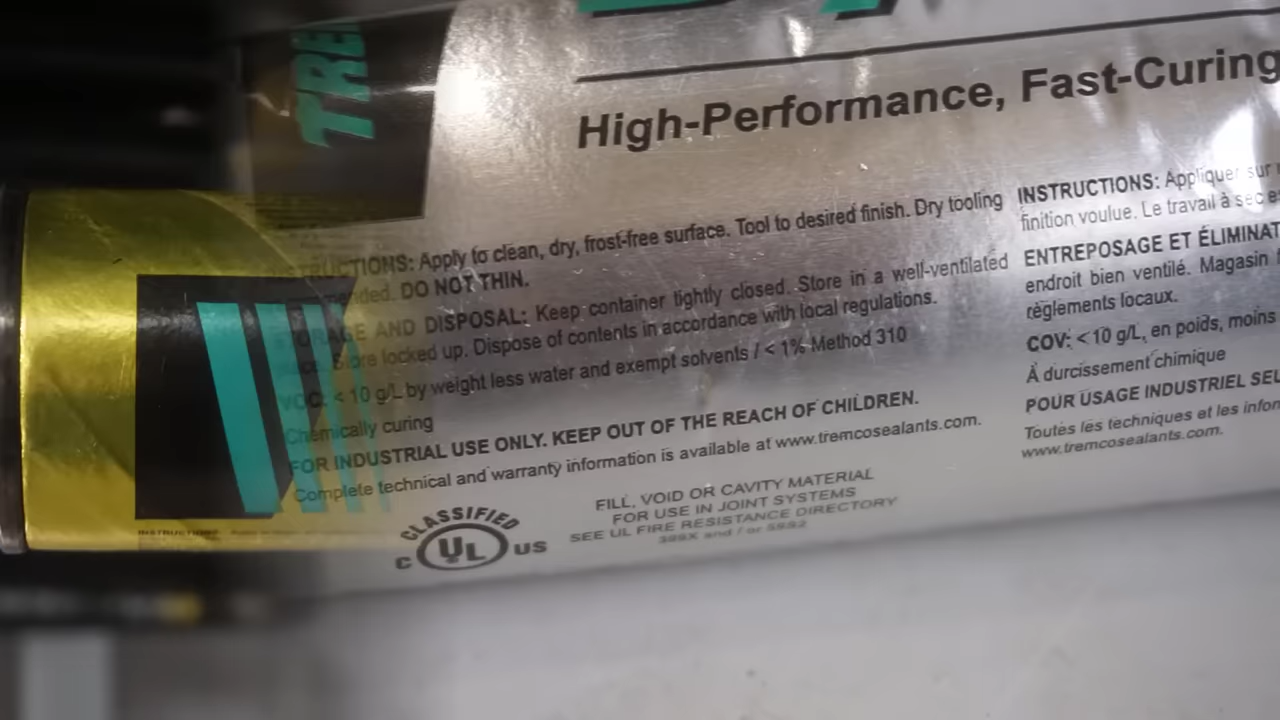 TRE
High-Performance, Fast-Curing
INSTRUCTIONS: Apply to clean, dry, frost-free surface. Tool to desired finish. Dry tooling
DO NOT THIN.
STORAGE AND DISPOSAL: Keep container tightly closed. Store in a well-ventilated
Store locked up. Dispose of contents in accordance with local regulations.
VOC: < 10 g/L by weight less water and exempt solvents / < 1% Method 310
Chemically curing
FOR INDUSTRIAL USE ONLY. KEEP OUT OF THE REACH OF CHILDREN.
Complete technical and warranty information is available at www.tremcosealants.com.
CLASSIFIED
C UL US
FILL, VOID OR CAVITY MATERIAL
FOR USE IN JOINT SYSTEMS
SEE UL FIRE RESISTANCE DIRECTORY
INSTRUCTIONS: Appliquer sur
finition voulue. Le travail à sec
ENTREPOSAGE ET ÉLIMINAT
endroit bien ventilé. Magasin
règlements locaux.
COV: < 10 g/L, en poids, moins
À durcissement chimique
POUR USAGE INDUSTRIEL SEU
Toutes les techniques et les infor
www.tremcosealants.com.